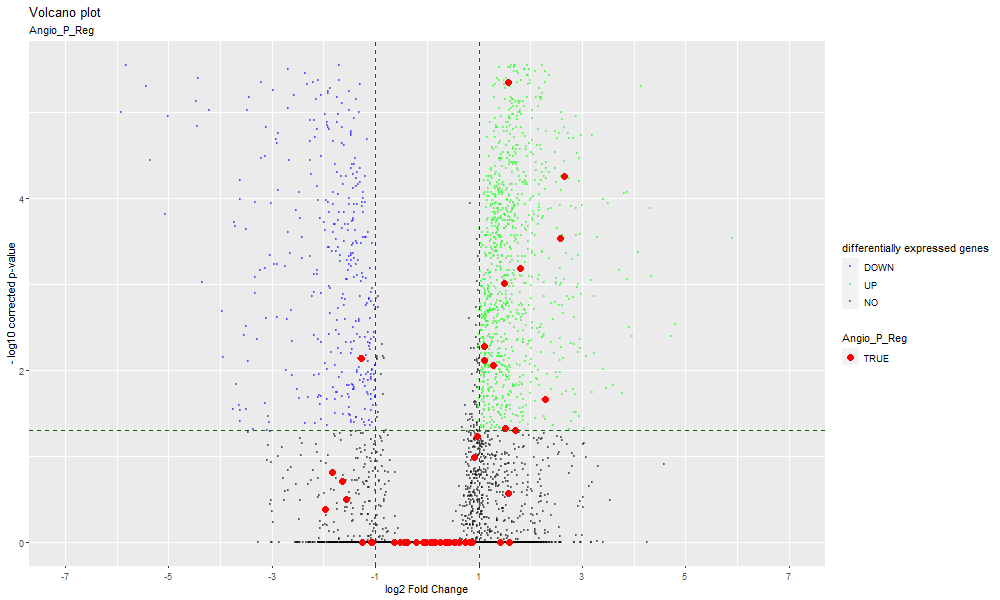 Volcano plot
Angio_P_Reg
- log10 corrected p-value
4
2
0
-7
-5
-3
-1
1
3
5
7
log2 Fold Change
differentially expressed genes
DOWN
UP
NO
Angio_P_Reg
TRUE